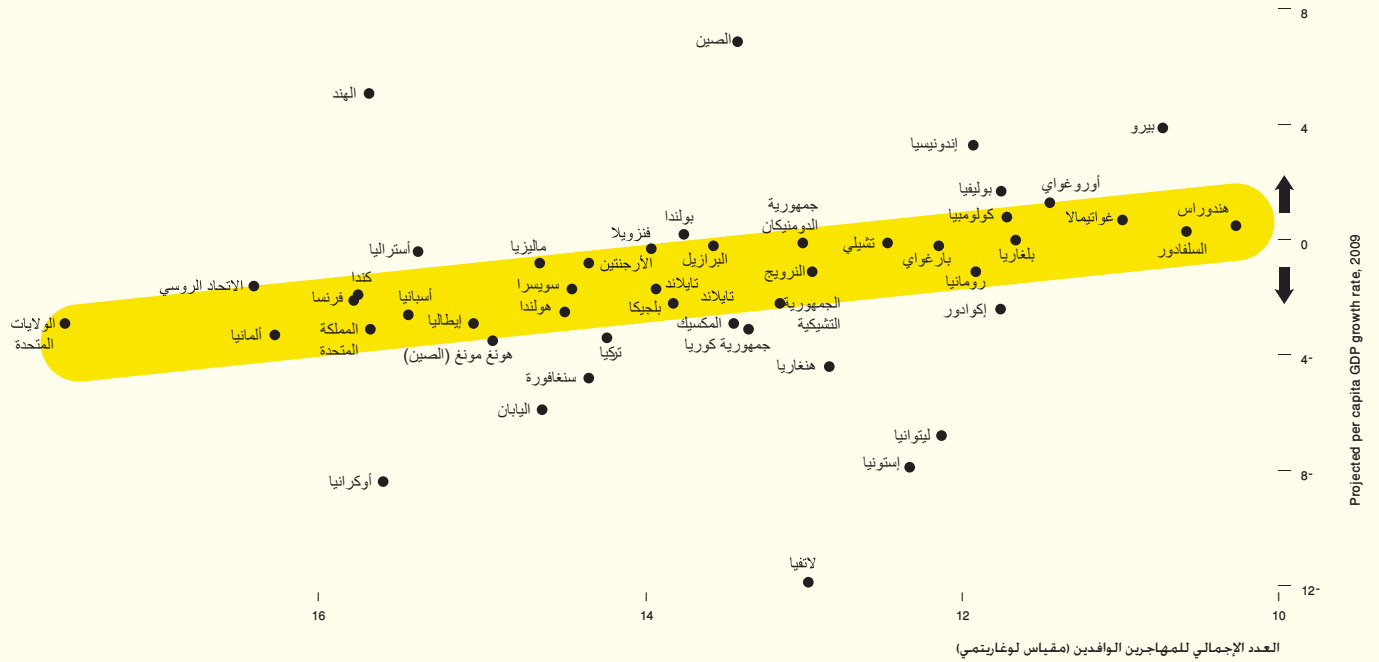 8
الصين
الهند
4
بيرو
إندونيسيا
أوروغواي
بوليفيا
جمهورية
الدومنيكان
هندوراس
كولومبيا
غواتيمالا
بولندا
فنزويلا
0
تشيلي
السلفادور
بلغاريا
بارغواي
البرازيل
الأرجنتين
ماليزيا
أستراليا
النرويج
رومانيا
كندا
الاتحاد الروسي
سويسرا
تايلاند
تايلاند
فرنسا
أسبانيا
هولندا
بلجيكا
الجمهورية
التشيكية
إكوادور
الولايات
المتحدة
ألمانيا
المملكة
المتحدة
إيطاليا
المكسيك
جمهورية كوريا
هونغ مونغ (الصين)
تركيا
4-
هنغاريا
سنغافورة
اليابان
ليتوانيا
إستونيا
8-
أوكرانيا
لاتفيا
12-
Projected per capita GDP growth rate, 2009
16
14
12
10
العدد الإجمالي للمهاجرين الوافدين (مقياس لوغاريتمي)